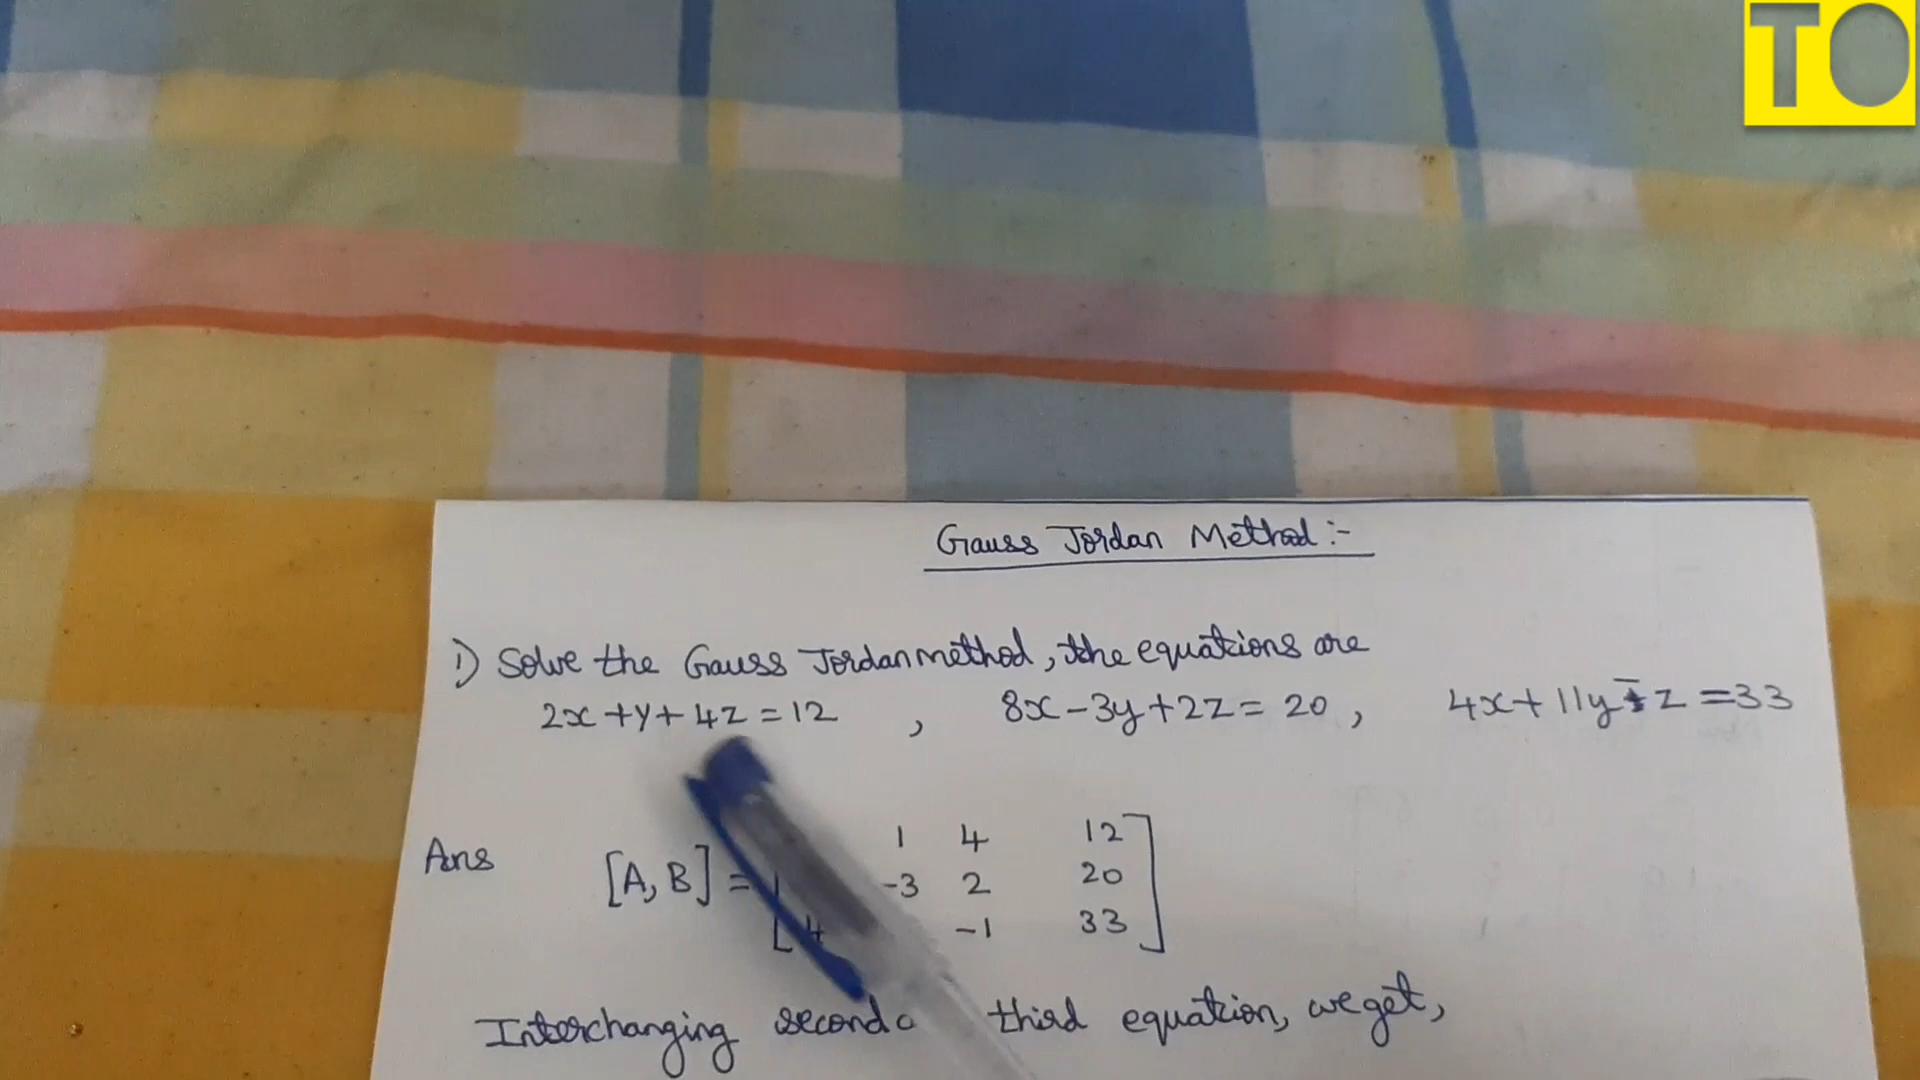 TO
Gauss Jordan Method:-
1) Solve the Gauss Jordan method, the equations are
2x+y+4z=12 , 8x-3y+2z=20, 4x+11y-z=33
Ans [A,B] =
1 4 12
-3 2 20
4 -1 33
Interchanging second third equation, we get,